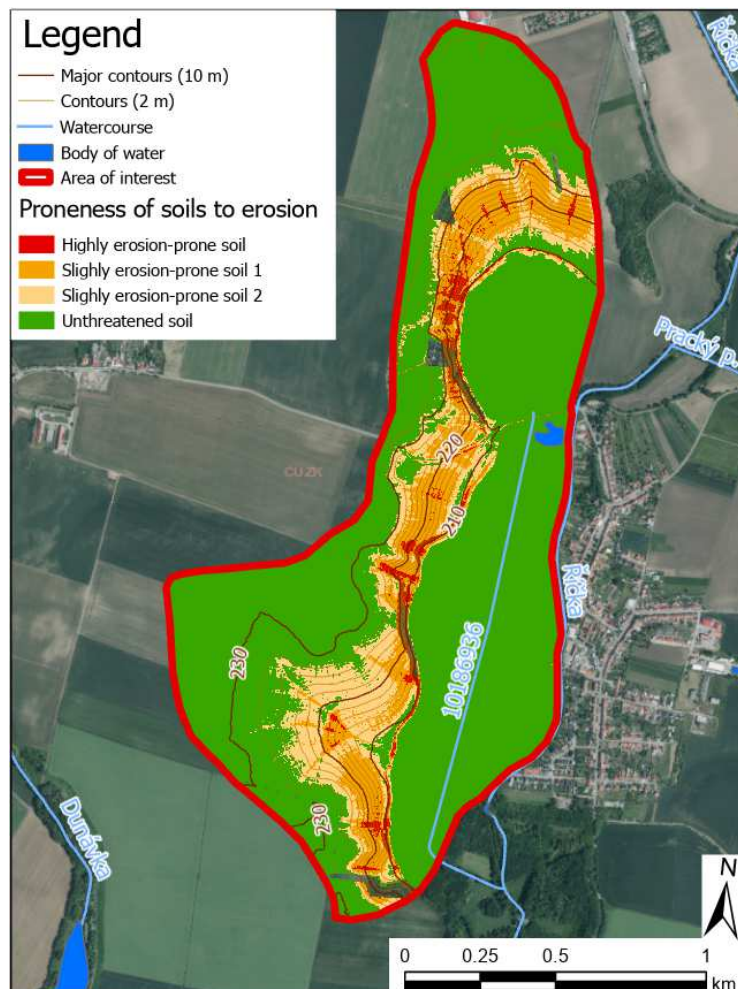 Legend
Major contours (10 m)
Contours (2 m)
Watercourse
Body of water
Area of interest
Proneness of soils to erosion
Highly erosion-prone soil
Slighly erosion-prone soil 1
Slighly erosion-prone soil 2
Unthreatened soil
Říčka
Pracký p.
220
ČÚZK
210
Říčka
230
10186936
230
Dunávka
N
0 0.25 0.5 1
km